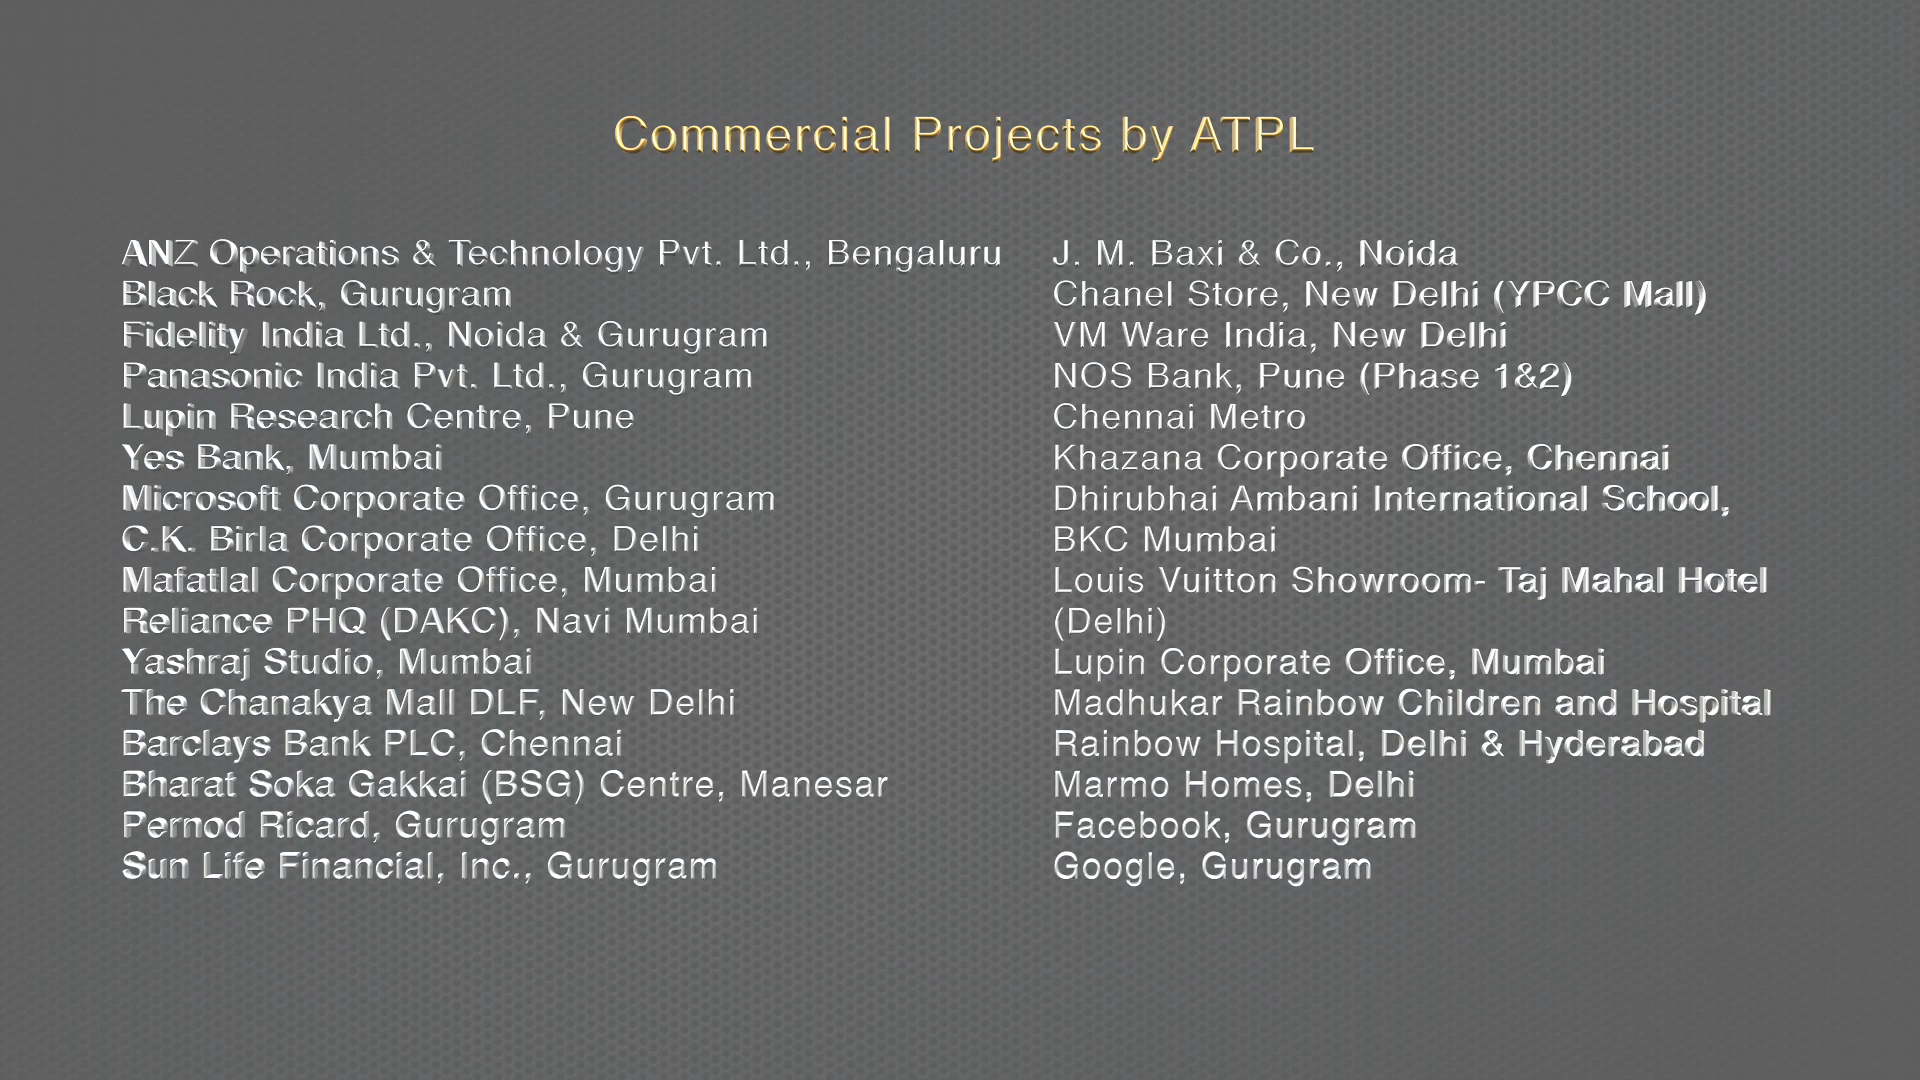 Commercial Projects by ATPL
ANZ Operations & Technology Pvt. Ltd., Bengaluru
Black Rock, Gurugram
Fidelity India Ltd., Noida & Gurugram
Panasonic India Pvt. Ltd., Gurugram
Lupin Research Centre, Pune
Yes Bank, Mumbai
Microsoft Corporate Office, Gurugram
C.K. Birla Corporate Office, Delhi
Mafatlal Corporate Office, Mumbai
Reliance PHQ (DAKC), Navi Mumbai
Yashraj Studio, Mumbai
The Chanakya Mall DLF, New Delhi
Barclays Bank PLC, Chennai
Bharat Soka Gakkai (BSG) Centre, Manesar
Pernod Ricard, Gurugram
Sun Life Financial, Inc., Gurugram
J. M. Baxi & Co., Noida
Chanel Store, New Delhi (YPCC Mall)
VM Ware India, New Delhi
NOS Bank, Pune (Phase 1&2)
Chennai Metro
Khazana Corporate Office, Chennai
Dhirubhai Ambani International School,
BKC Mumbai
Louis Vuitton Showroom- Taj Mahal Hotel
(Delhi)
Lupin Corporate Office, Mumbai
Madhukar Rainbow Children and Hospital
Rainbow Hospital, Delhi & Hyderabad
Marmo Homes, Delhi
Facebook, Gurugram
Google, Gurugram